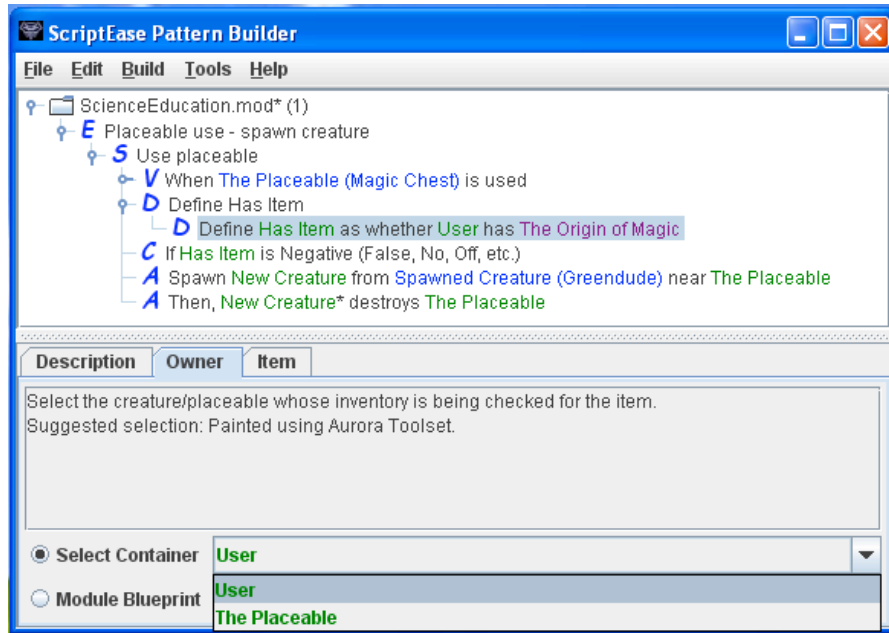 ScriptEase Pattern Builder
File Edit Build Tools Help
ScienceEducation.mod* (1)
E Placeable use - spawn creature
S Use placeable
V When The Placeable (Magic Chest) is used
D Define Has Item
D Define Has Item as whether User has The Origin of Magic
C If Has Item is Negative (False, No, Off, etc.)
A Spawn New Creature from Spawned Creature (Greendude) near The Placeable
A Then, New Creature* destroys The Placeable
Description Owner Item
Select the creature/placeable whose inventory is being checked for the item.
Suggested selection: Painted using Aurora Toolset.
Select Container User
Module Blueprint User
The Placeable